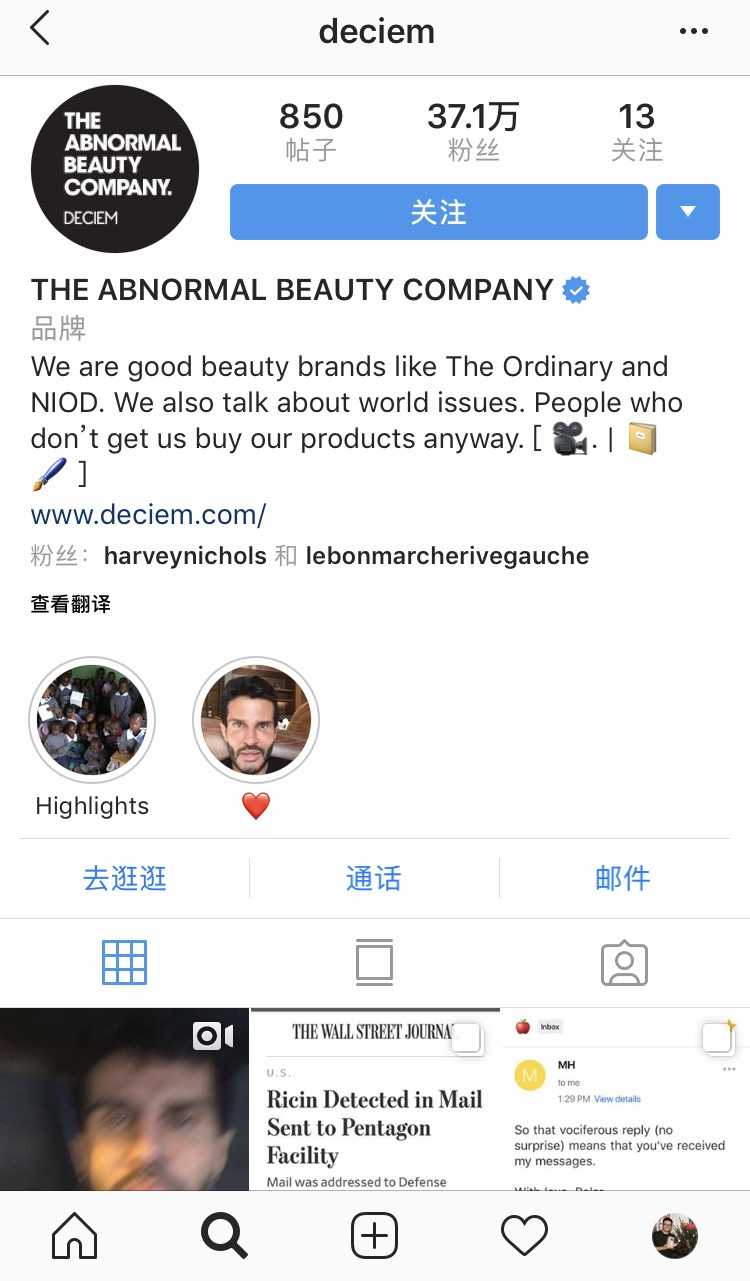 deciem
THE
ABNORMAL
BEAUTY
COMPANY.
DECIEM
850
帖子
37.1万
粉丝
13
关注
关注
THE ABNORMAL BEAUTY COMPANY
品牌
We are good beauty brands like The Ordinary and
NIOD. We also talk about world issues. People who
don't get us buy our products anyway. [ 🎥. | 📔
🖌️ ]
www.deciem.com/
粉丝: harveynichols 和 lebonmarcherivegauche
查看翻译
Highlights
❤️
去逛逛
通话
邮件
THE WALL STREET JOURNA
U.S.
Ricin Detected in Mail
Sent to Pentagon
Facility
Mail was addressed to Defense
Inbox
M
MH
to me
1:29 PM View details
So that vociferous reply (no
surprise) means that you've received
my messages.